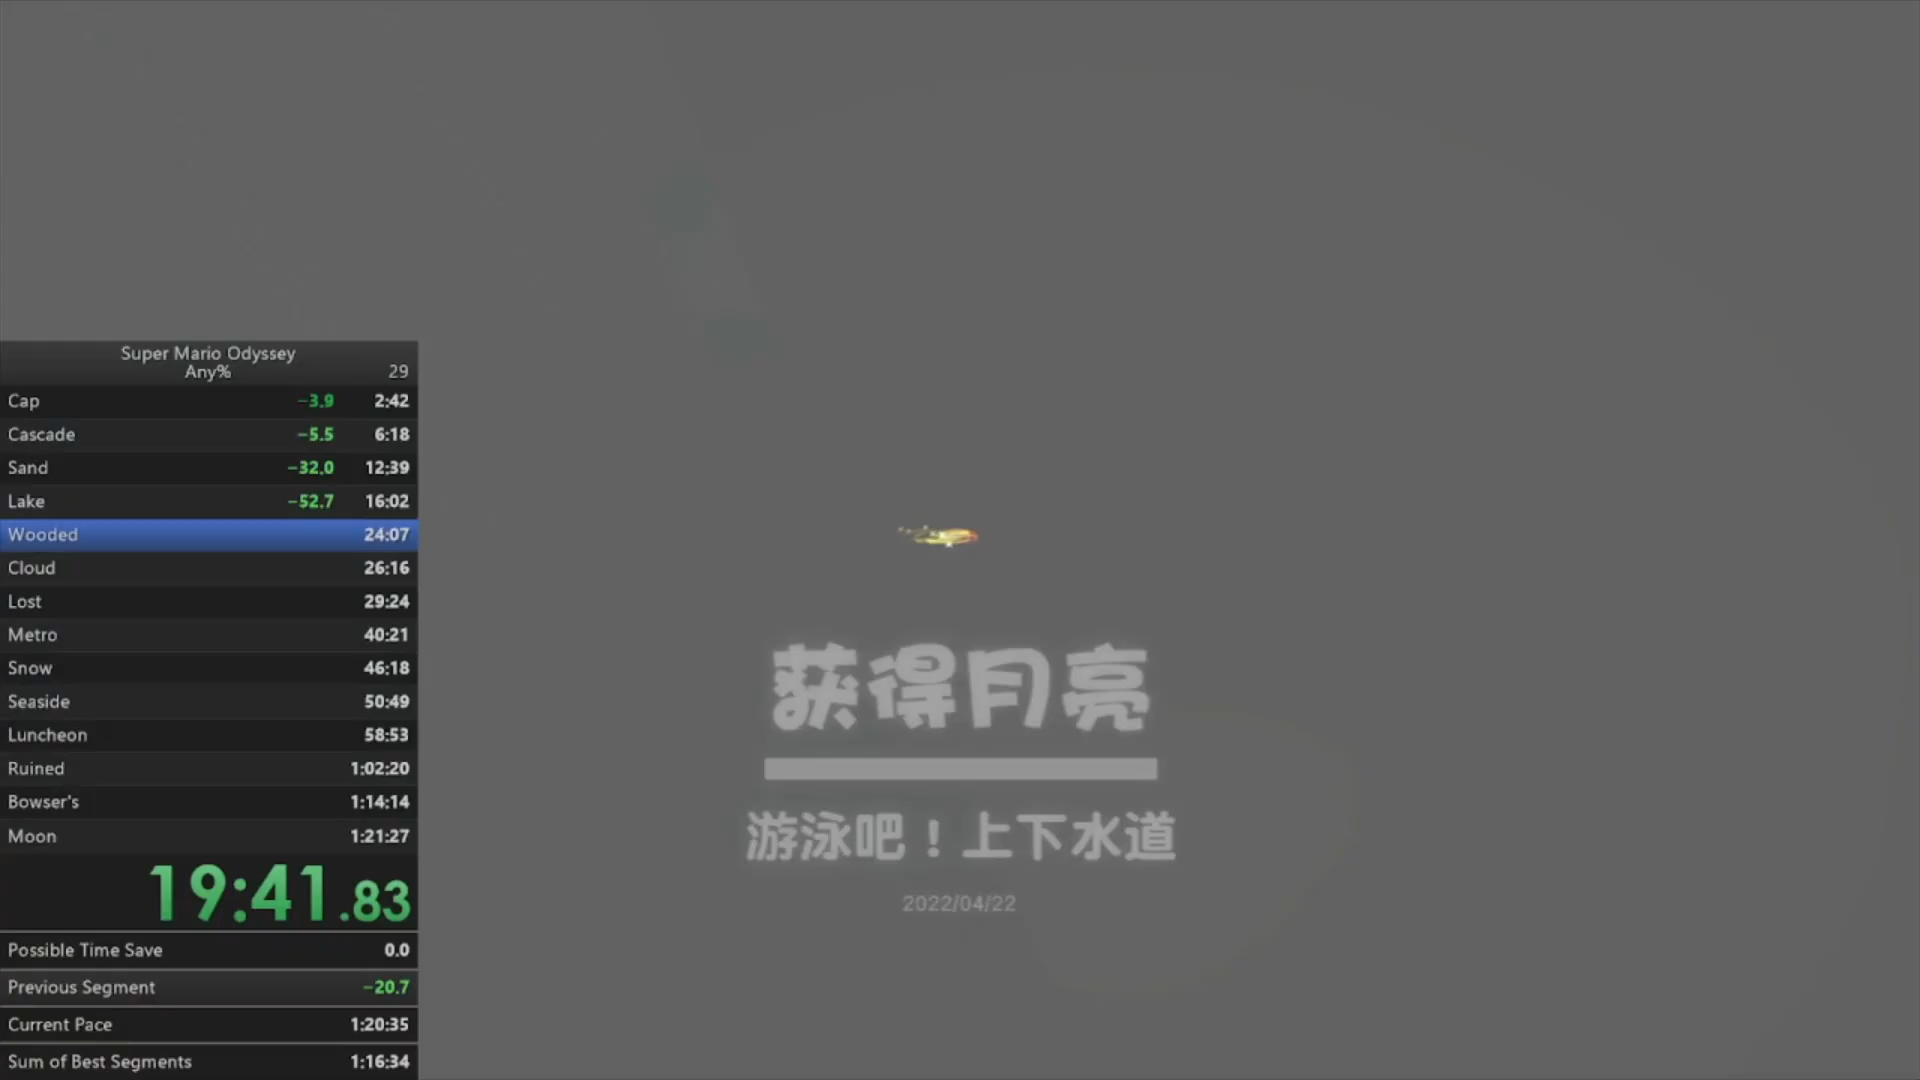 Super Mario Odyssey
Any% 29
Cap -3.9 2:42
Cascade -5.5 6:18
Sand -32.0 12:39
Lake -52.7 16:02
Wooded 24:07
Cloud 26:16
Lost 29:24
Metro 40:21
Snow 46:18
Seaside 50:49
Luncheon 58:53
Ruined 1:02:20
Bowser's 1:14:14
Moon 1:21:27
19:41.83
Possible Time Save 0.0
Previous Segment -20.7
Current Pace 1:20:35
Sum of Best Segments 1:16:34
获得月亮
游泳吧！上下水道
2022/04/22